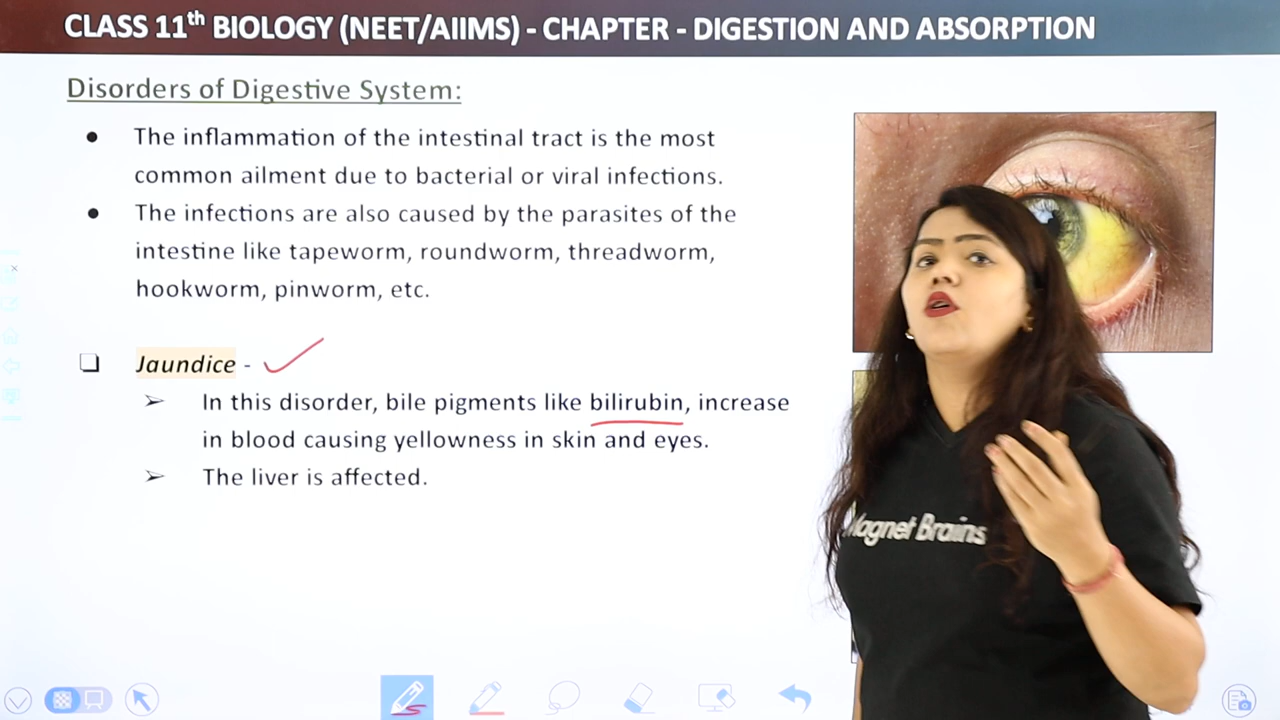 CLASS 11th BIOLOGY (NEET/AIIMS) - CHAPTER - DIGESTION AND ABSORPTION
Disorders of Digestive System:
● The inflammation of the intestinal tract is the most
common ailment due to bacterial or viral infections.
● The infections are also caused by the parasites of the
intestine like tapeworm, roundworm, threadworm,
hookworm, pinworm, etc.
❑ Jaundice -
➢ In this disorder, bile pigments like bilirubin, increase
in blood causing yellowness in skin and eyes.
➢ The liver is affected.
Magnet Brains